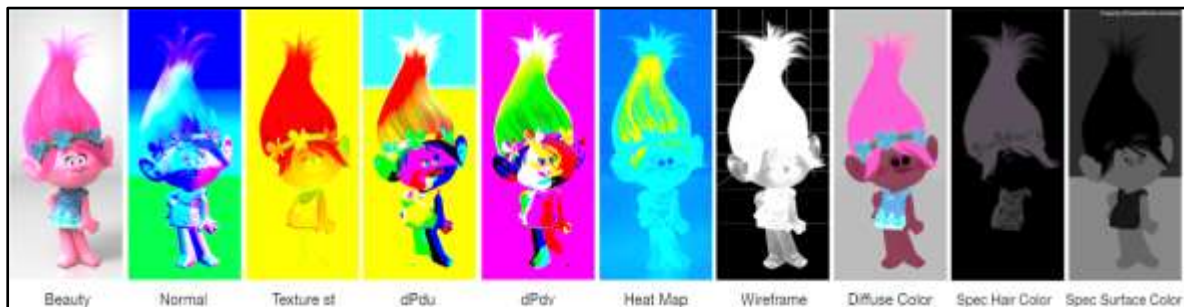 Beauty
Normal
Texture st
dPdu
dPdv
Heat Map
Wireframe
Diffuse Color
Spec Hair Color
Spec Surface Color